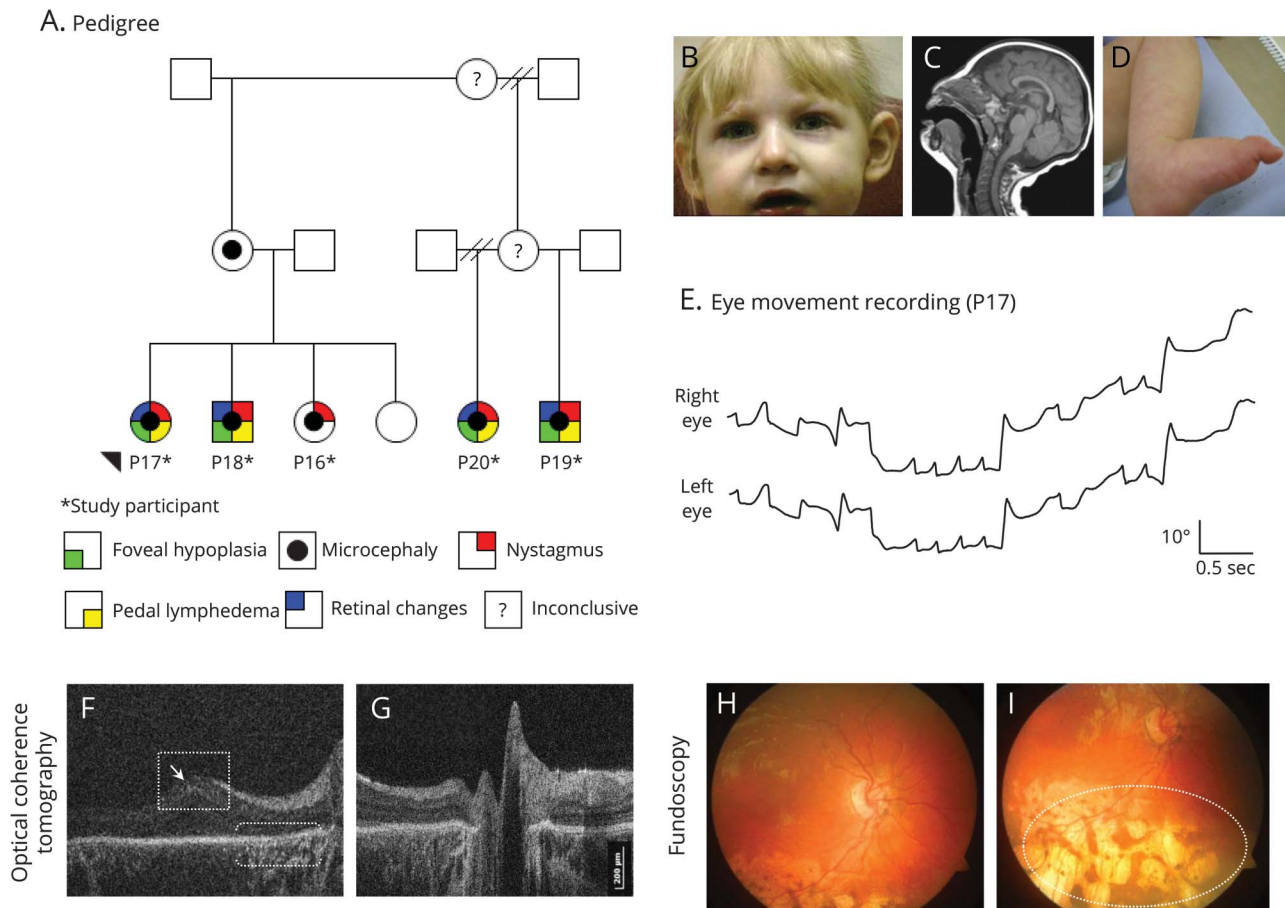 A. Pedigree
?
?
P17*
P18*
P16*
P20*
P19*
*Study participant
Foveal hypoplasia
Microcephaly
Nystagmus
Pedal lymphedema
Retinal changes
?
Inconclusive
B
C
D
E. Eye movement recording (P17)
Right
eye
Left
eye
10°
0.5 sec
Optical coherence
tomography
F
G
200 µm
Fundoscopy
H
I